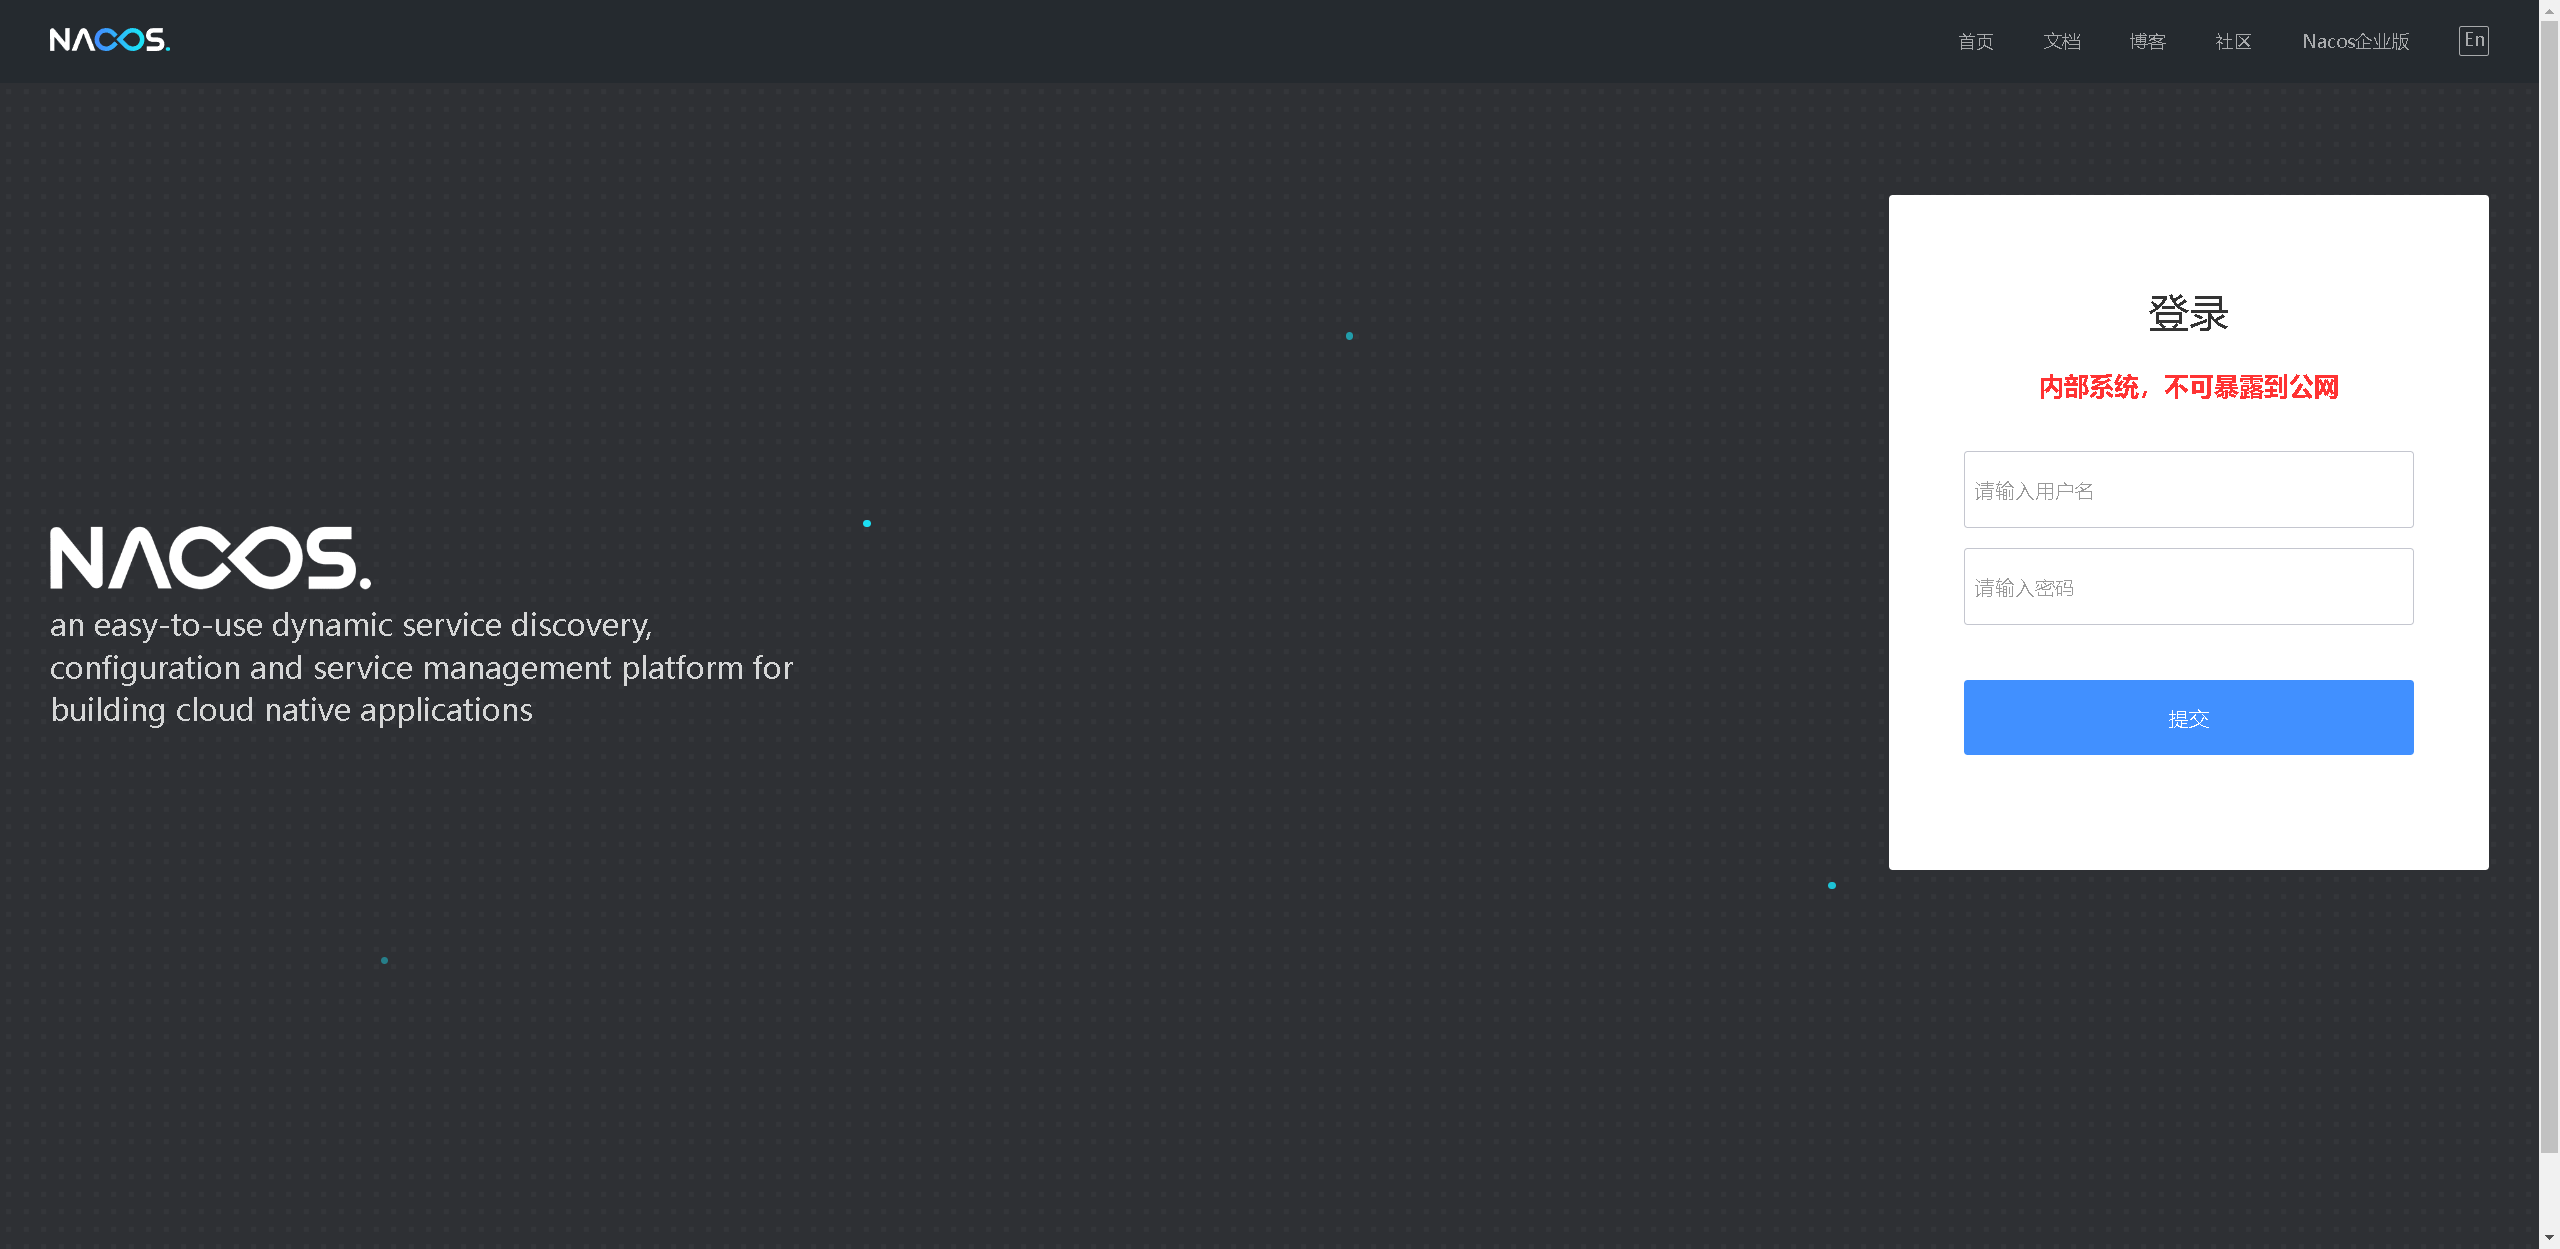 NACOS.
首页
文档
博客
社区
Nacos企业版
En
登录
内部系统，不可暴露到公网
请输入用户名
请输入密码
提交
NACOS.
an easy-to-use dynamic service discovery,
configuration and service management platform for
building cloud native applications